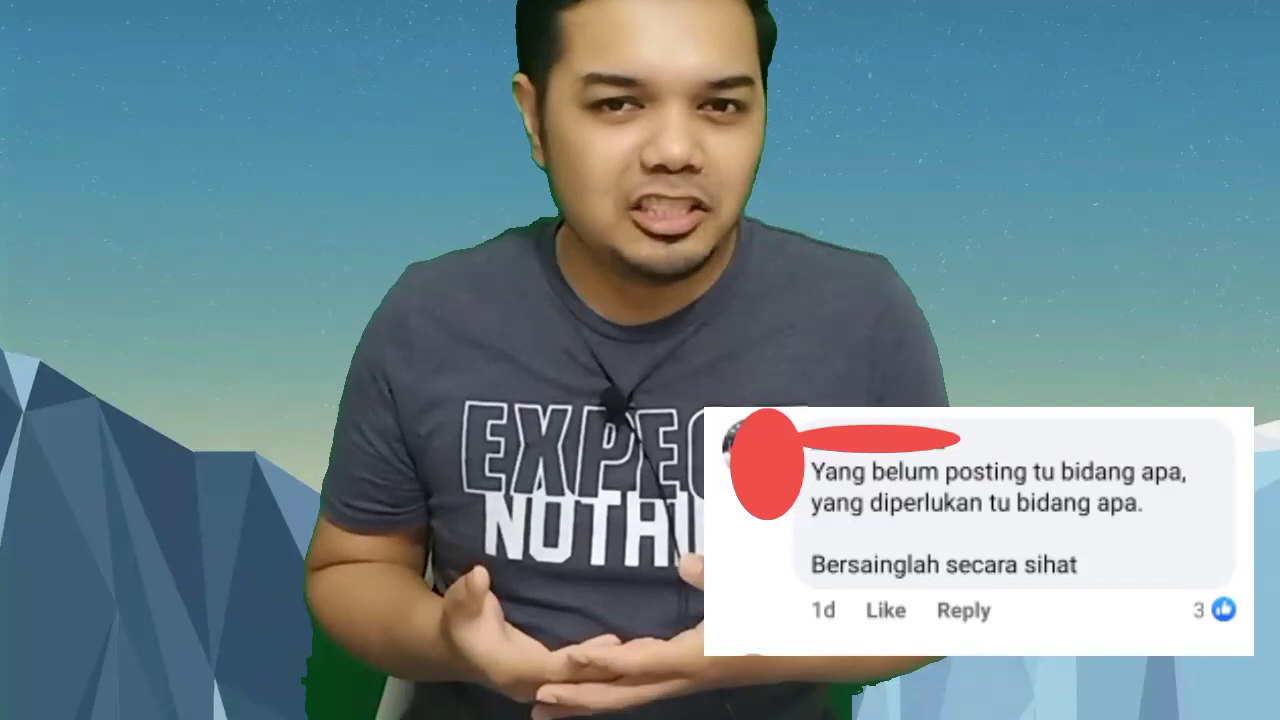 EXPEC
NOTHI
Yang belum posting tu bidang apa,
yang diperlukan tu bidang apa.
Bersainglah secara sihat
1d Like Reply 3